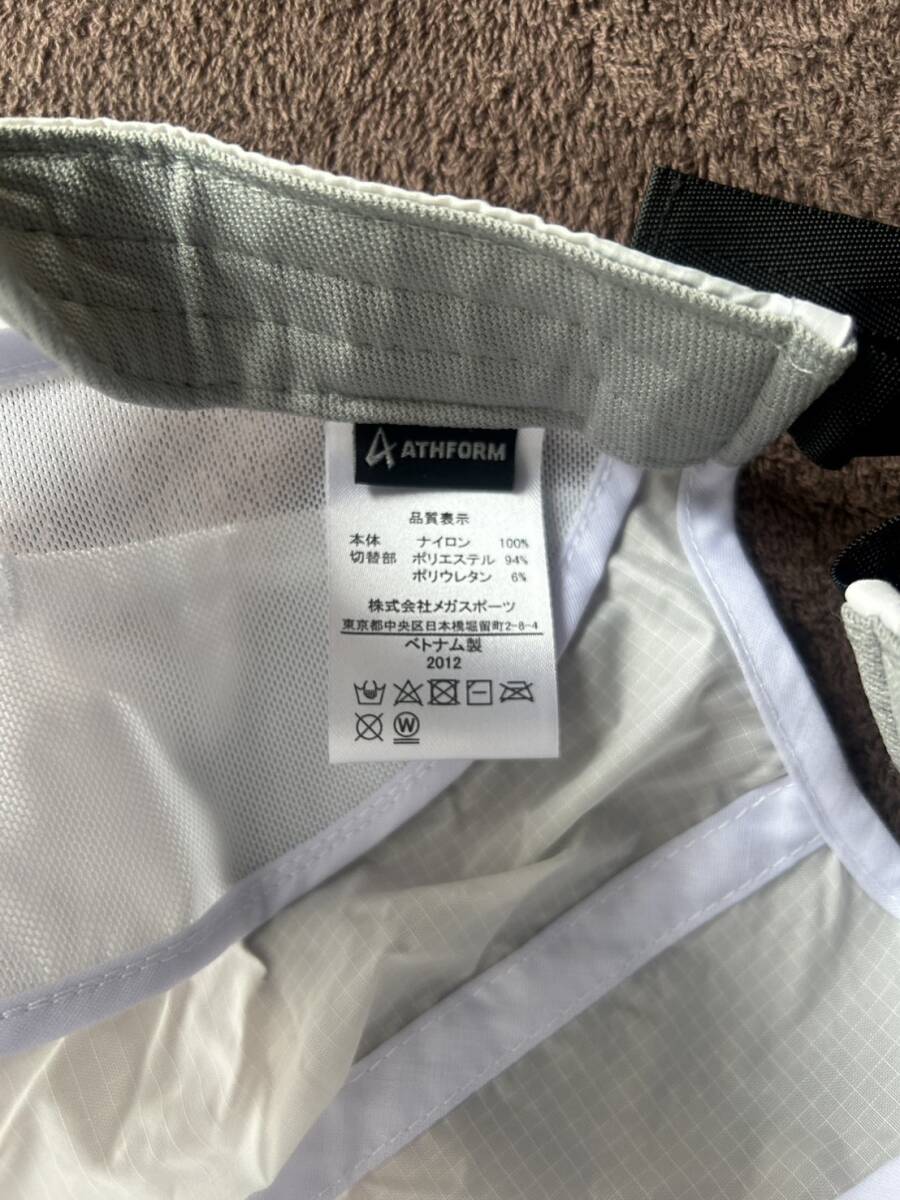 ATHFORM
品質表示
本体 ナイロン 100%
切替部 ポリエステル 94%
ポリウレタン 6%
株式会社メガスポーツ
東京都中央区日本橋堀留町2-8-4
ベトナム製
2012
W